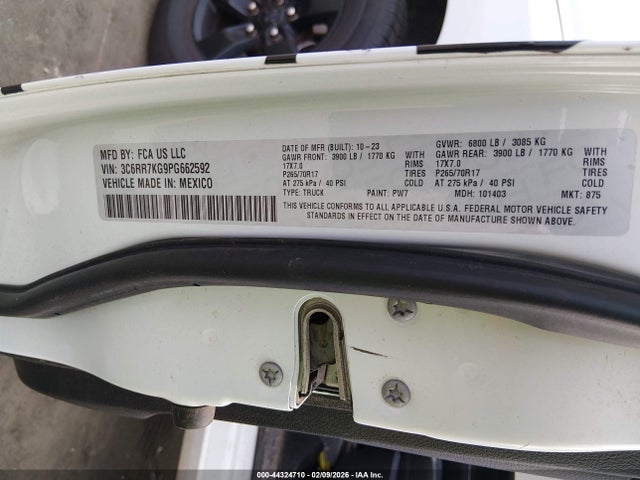 MFD BY: FCA US LLC
VIN: 3C6RR7KG9PG662592
VEHICLE MADE IN: MEXICO
DATE OF MFR (BUILT): 10-23
GVWR: 6800 LB / 3085 KG
GAWR FRONT: 3900 LB / 1770 KG WITH
GAWR REAR: 3900 LB / 1770 KG WITH
17X7.0 RIMS
17X7.0 RIMS
P265/70R17
P265/70R17
AT 275 kPa / 40 PSI
AT 275 kPa / 40 PSI
TYPE: TRUCK PAINT: PW7 MDH: 101403 MKT: 875
THIS VEHICLE CONFORMS TO ALL APPLICABLE U.S.A. FEDERAL MOTOR VEHICLE SAFETY
STANDARDS IN EFFECT ON THE DATE OF MANUFACTURE SHOWN ABOVE.
000-44324710 | 02/09/2026 | IAA Inc.